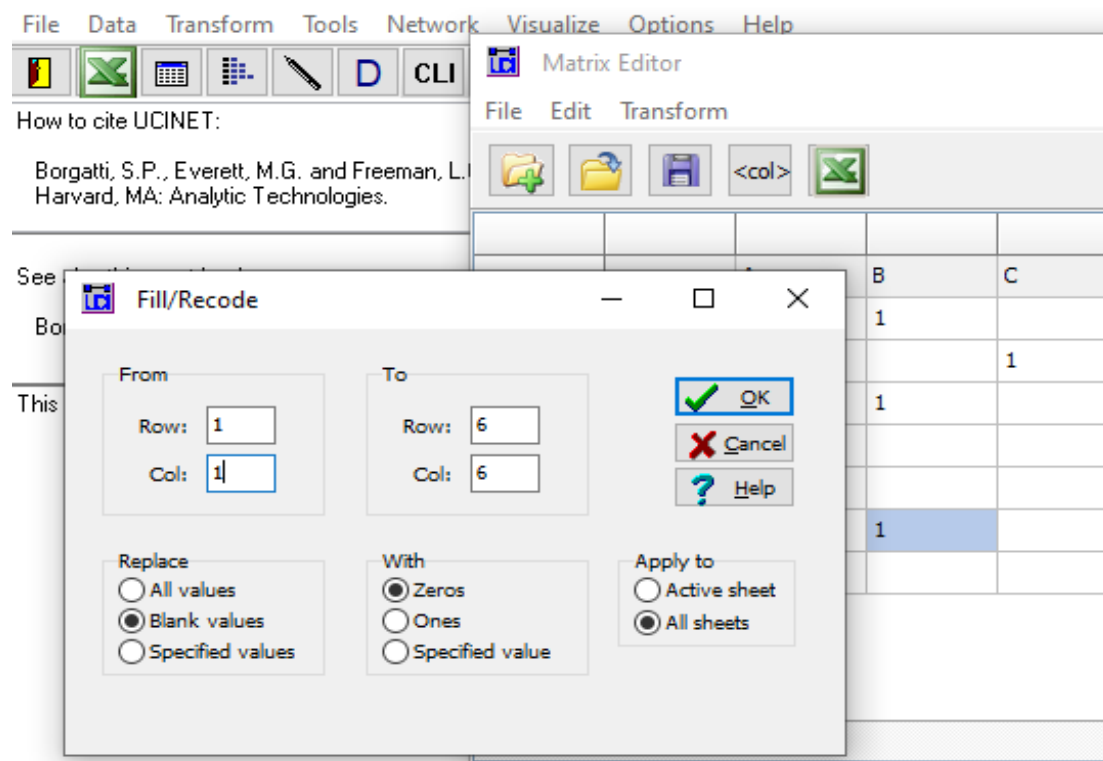 File Data Transform Tools Network Visualize Options Help
D CLI
How to cite UCINET:
Borgatti, S.P., Everett, M.G. and Freeman, L.
Harvard, MA: Analytic Technologies.
See
Bor
This
Matrix Editor
File Edit Transform
<col>
B C
1
1
1
1
Fill/Recode
From
Row: 1
Col: 1
To
Row: 6
Col: 6
OK
Cancel
? Help
Replace
All values
Blank values
Specified values
With
Zeros
Ones
Specified value
Apply to
Active sheet
All sheets